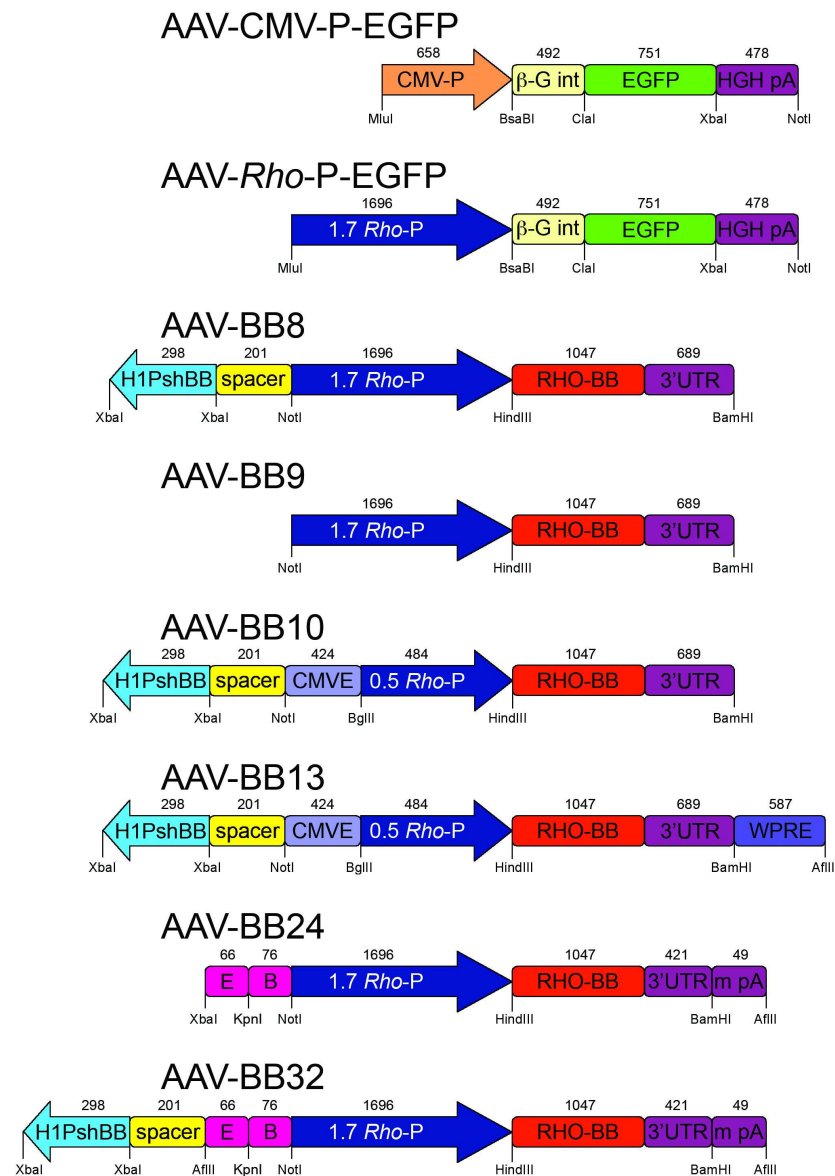 AAV-CMV-P-EGFP
658 492 751 478
CMV-P β-G int EGFP HGH pA
MluI BsaBI ClaI XbaI NotI
AAV-Rho-P-EGFP
1696 492 751 478
1.7 Rho-P β-G int EGFP HGH pA
MluI BsaBI ClaI XbaI NotI
AAV-BB8
298 201 1696 1047 689
H1PshBB spacer 1.7 Rho-P RHO-BB 3'UTR
XbaI XbaI NotI HindIII BamHI
AAV-BB9
1696 1047 689
1.7 Rho-P RHO-BB 3'UTR
NotI HindIII BamHI
AAV-BB10
298 201 424 484 1047 689
H1PshBB spacer CMVE 0.5 Rho-P RHO-BB 3'UTR
XbaI XbaI NotI BglII HindIII BamHI
AAV-BB13
298 201 424 484 1047 689 587
H1PshBB spacer CMVE 0.5 Rho-P RHO-BB 3'UTR WPRE
XbaI XbaI NotI BglII HindIII BamHI AflII
AAV-BB24
66 76 1696 1047 421 49
E B 1.7 Rho-P RHO-BB 3'UTR m pA
XbaI KpnI NotI HindIII BamHI AflII
AAV-BB32
298 201 66 76 1696 1047 421 49
H1PshBB spacer E B 1.7 Rho-P RHO-BB 3'UTR m pA
XbaI XbaI AflII KpnI NotI HindIII BamHI AflII